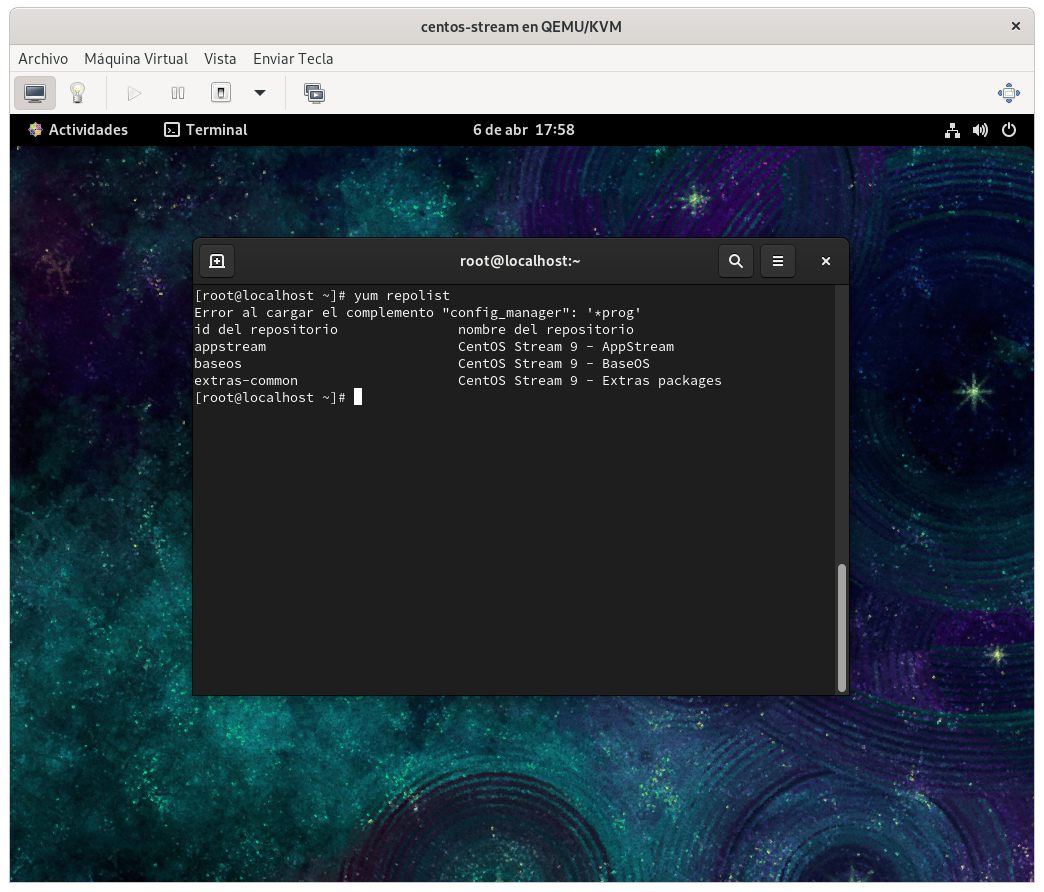 centos-stream en QEMU/KVM
Archivo Máquina Virtual Vista Enviar Tecla
Actividades Terminal 6 de abr 17:58
root@localhost:~
[root@localhost ~]# yum repolist
Error al cargar el complemento "config_manager": '*prog'
id del repositorio nombre del repositorio
appstream CentOS Stream 9 - AppStream
baseos CentOS Stream 9 - BaseOS
extras-common CentOS Stream 9 - Extras packages
[root@localhost ~]#